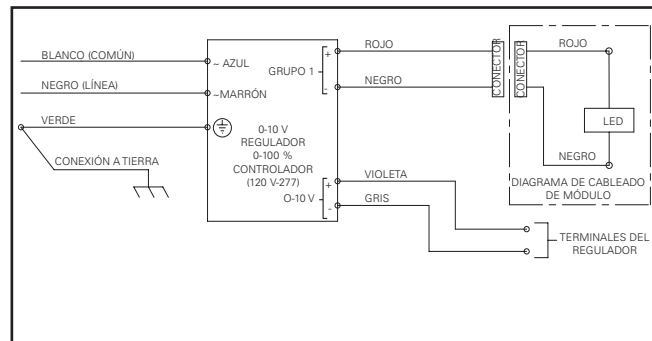 BLANCO (COMÚN)
~ AZUL
NEGRO (LÍNEA)
~MARRÓN
VERDE
CONEXIÓN A TIERRA
GRUPO 1
+
-
0-10 V
REGULADOR
0-100 %
CONTROLADOR
(120 V-277)
O-10 V
+
-
ROJO
NEGRO
VIOLETA
GRIS
CONECTOR
CONECTOR
ROJO
LED
NEGRO
DIAGRAMA DE CABLEADO
DE MÓDULO
TERMINALES DEL
REGULADOR